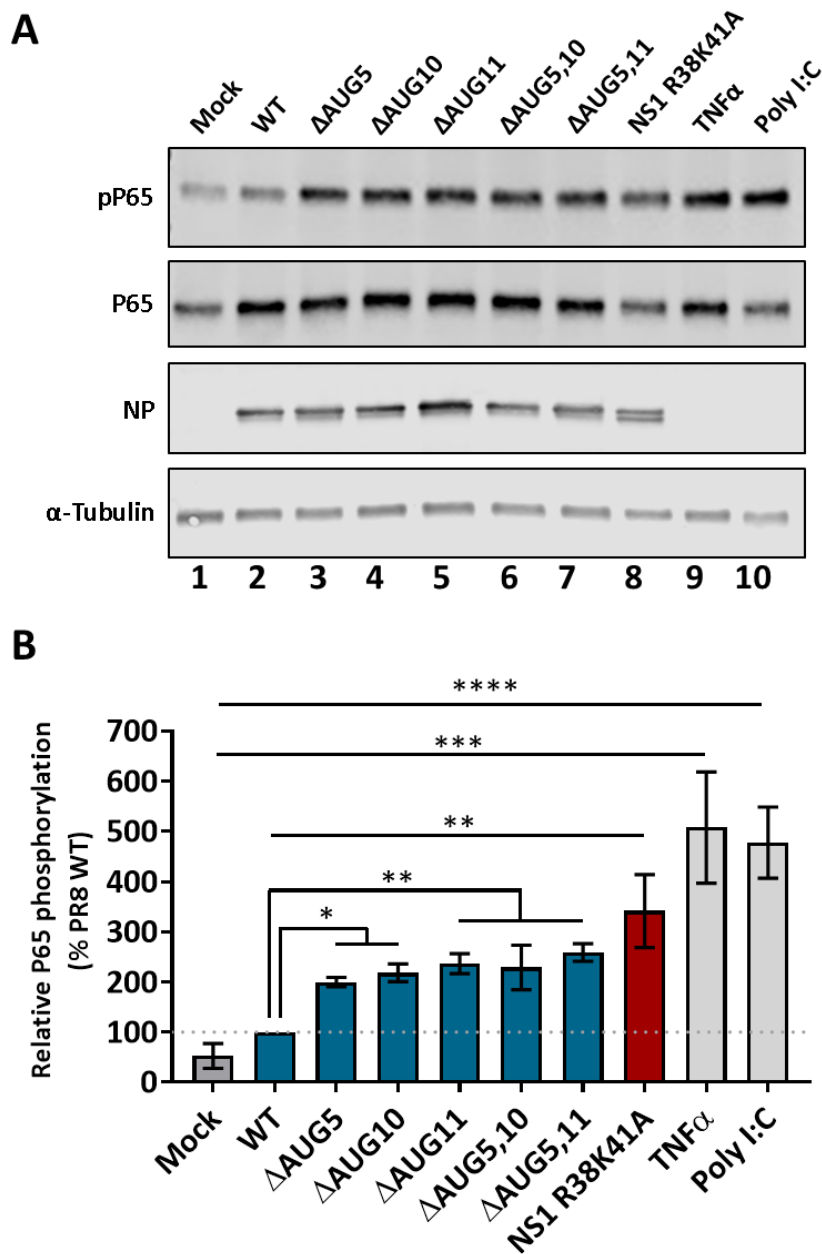 A
Mock WT ΔAUG5 ΔAUG10 ΔAUG11 ΔAUG5,10 ΔAUG5,11 NS1 R38K41A TNFα Poly I:C
pP65
P65
NP
α-Tubulin
1 2 3 4 5 6 7 8 9 10
B
Relative P65 phosphorylation
(% PR8 WT)
****
700
***
600
500
**
400
**
300
*
200
100
0
Mock WT ΔAUG5 ΔAUG10 ΔAUG11 ΔAUG5,10 ΔAUG5,11 NS1 R38K41A TNFα Poly I:C